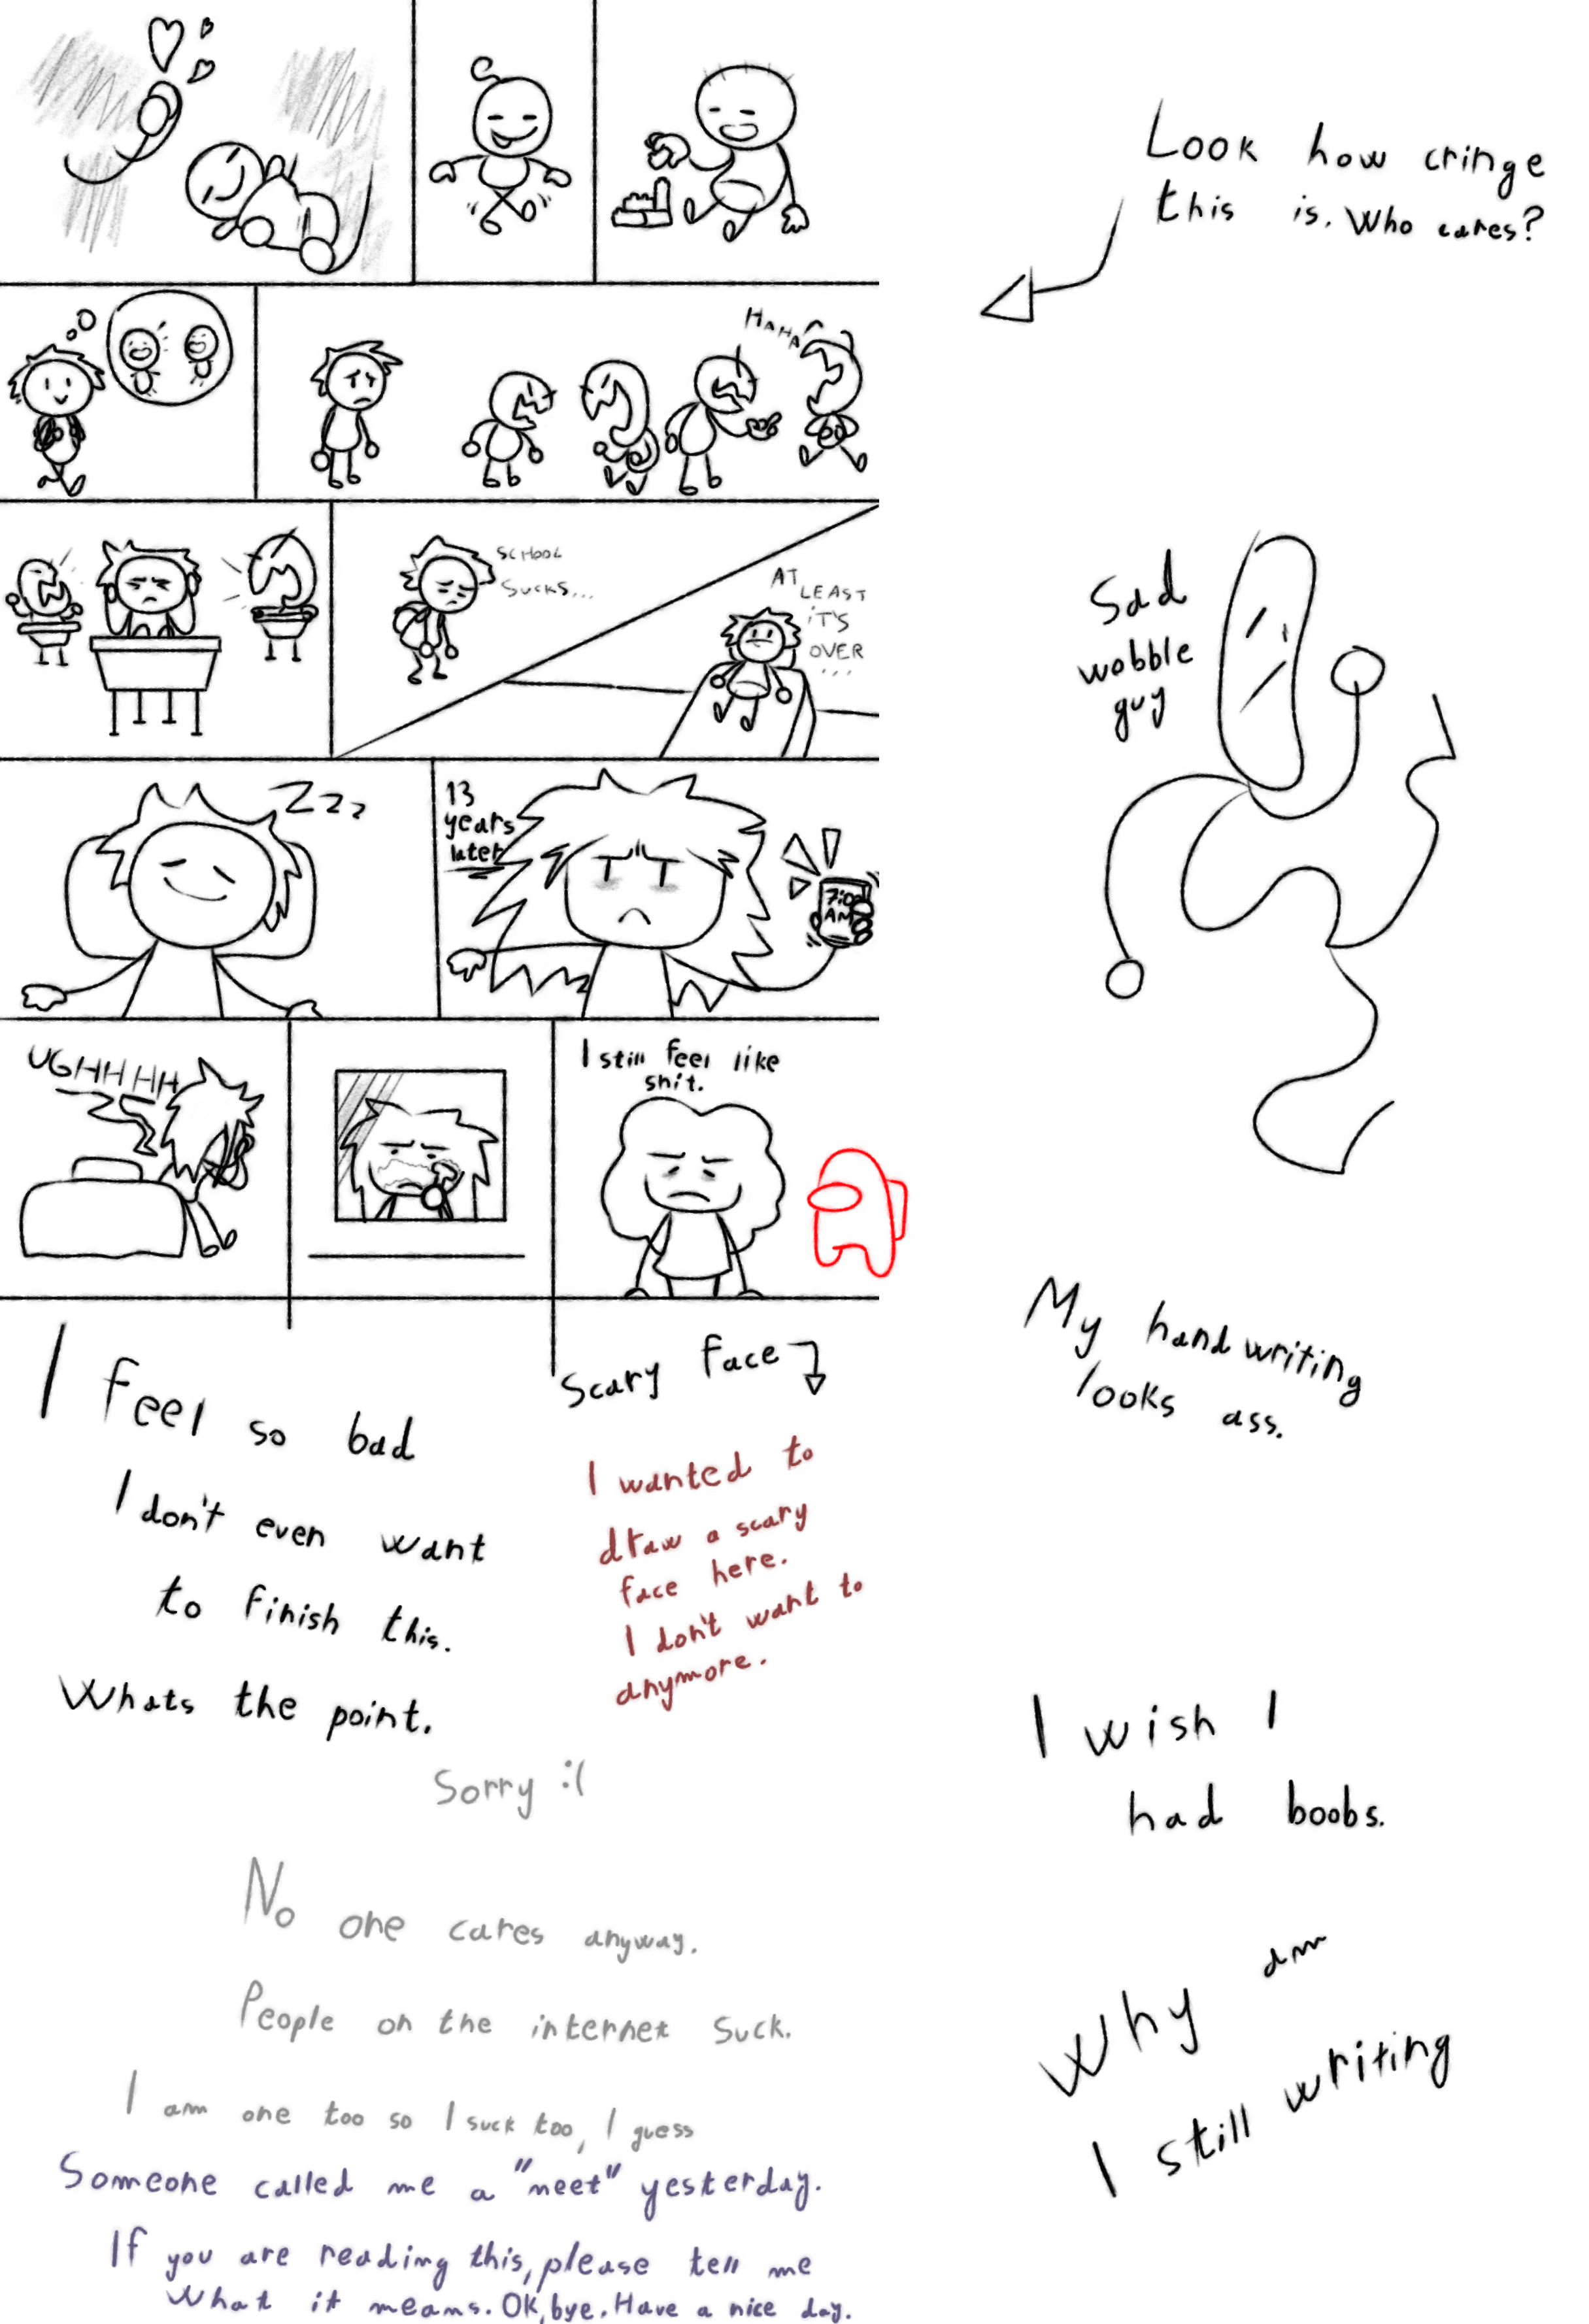 Look how cringe
this is. Who cares?
HAHA
SCHOOL
SUCKS...
AT
LEAST
IT'S
OVER
...
Sad
wobble
guy
Zzz
13
years
later
7:00
AM
UGHHHH
I still feel like
shit.
My handwriting
looks ass.
I feel so bad
I don't even want
to finish this.
Whats the point.
Scary face
I wanted to
draw a scary
face here.
I don't want to
anymore.
Sorry :(
I wish I
had boobs.
No one cares anyway.
People on the internet suck.
I am one too so I suck too, I guess
Why am
I still writing
Someone called me a "neet" yesterday.
If you are reading this, please tell me
what it means. Ok, bye. Have a nice day.